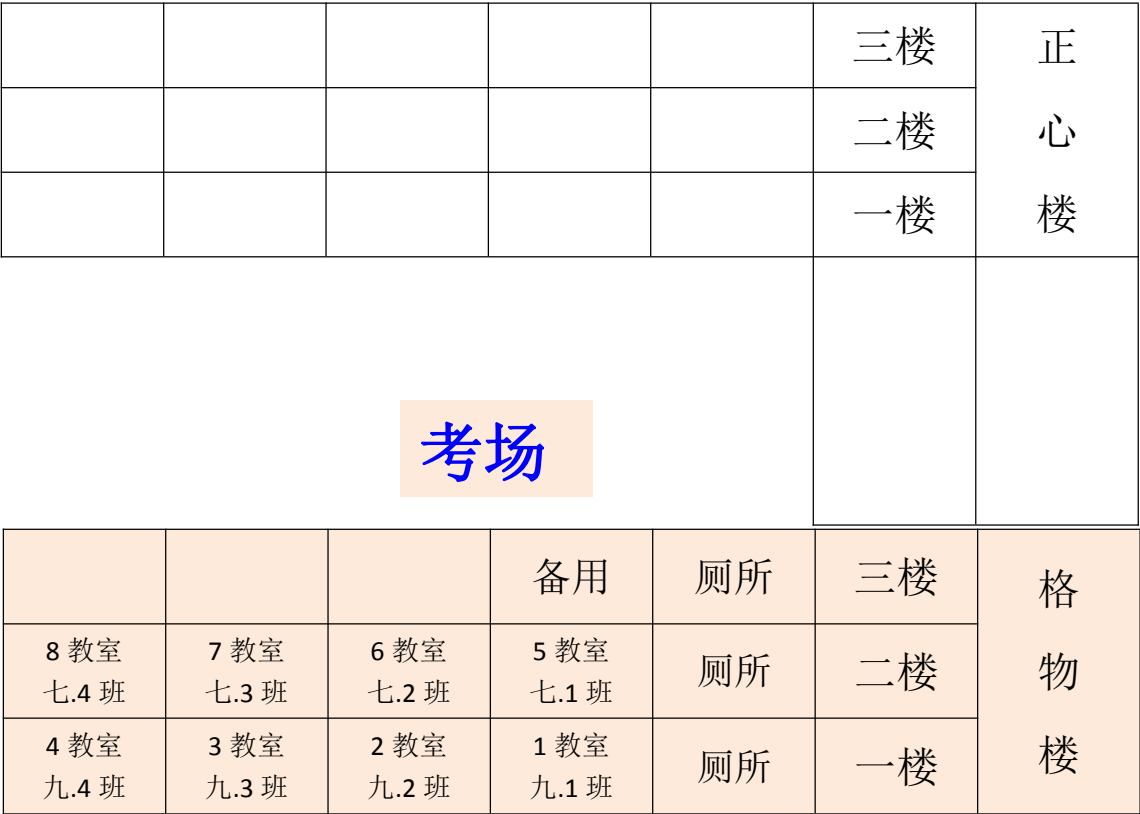 三楼 正
二楼 心
一楼 楼
考场
备用 厕所 三楼 格
8 教室 7 教室 6 教室 5 教室 厕所 二楼 物
七.4 班 七.3 班 七.2 班 七.1 班
4 教室 3 教室 2 教室 1 教室 厕所 一楼 楼
九.4 班 九.3 班 九.2 班 九.1 班